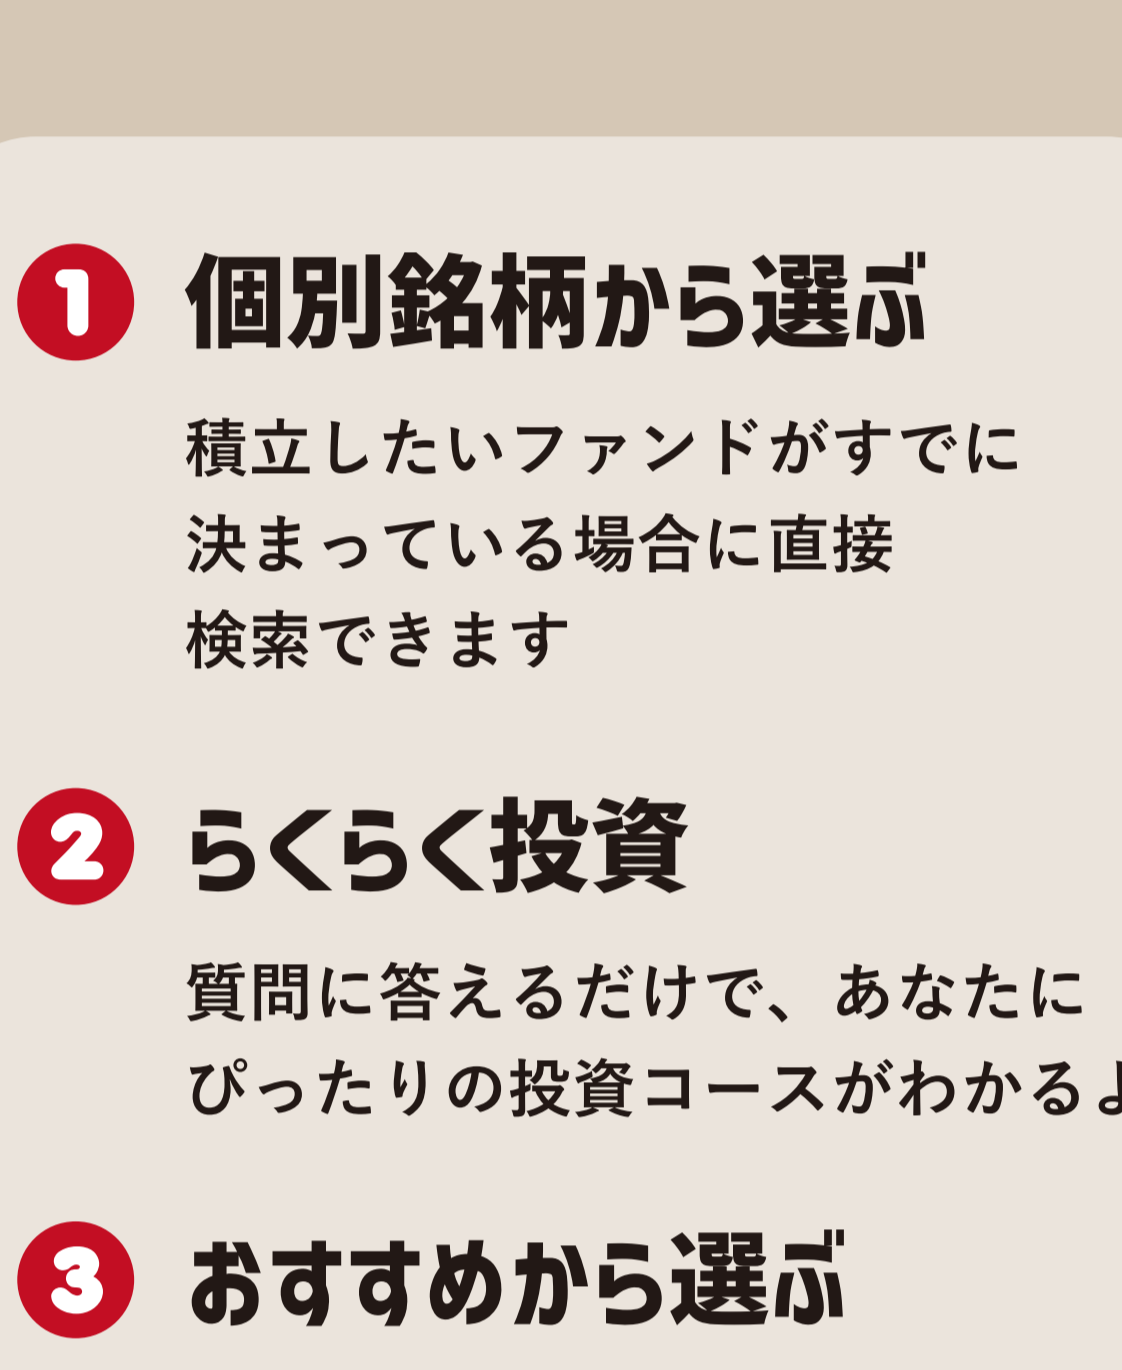 1 個別銘柄から選ぶ
積立したいファンドがすでに
決まっている場合に直接
検索できます
2 らくらく投資
質問に答えるだけで、あなたに
ぴったりの投資コースがわかるよ
3 おすすめから選ぶ